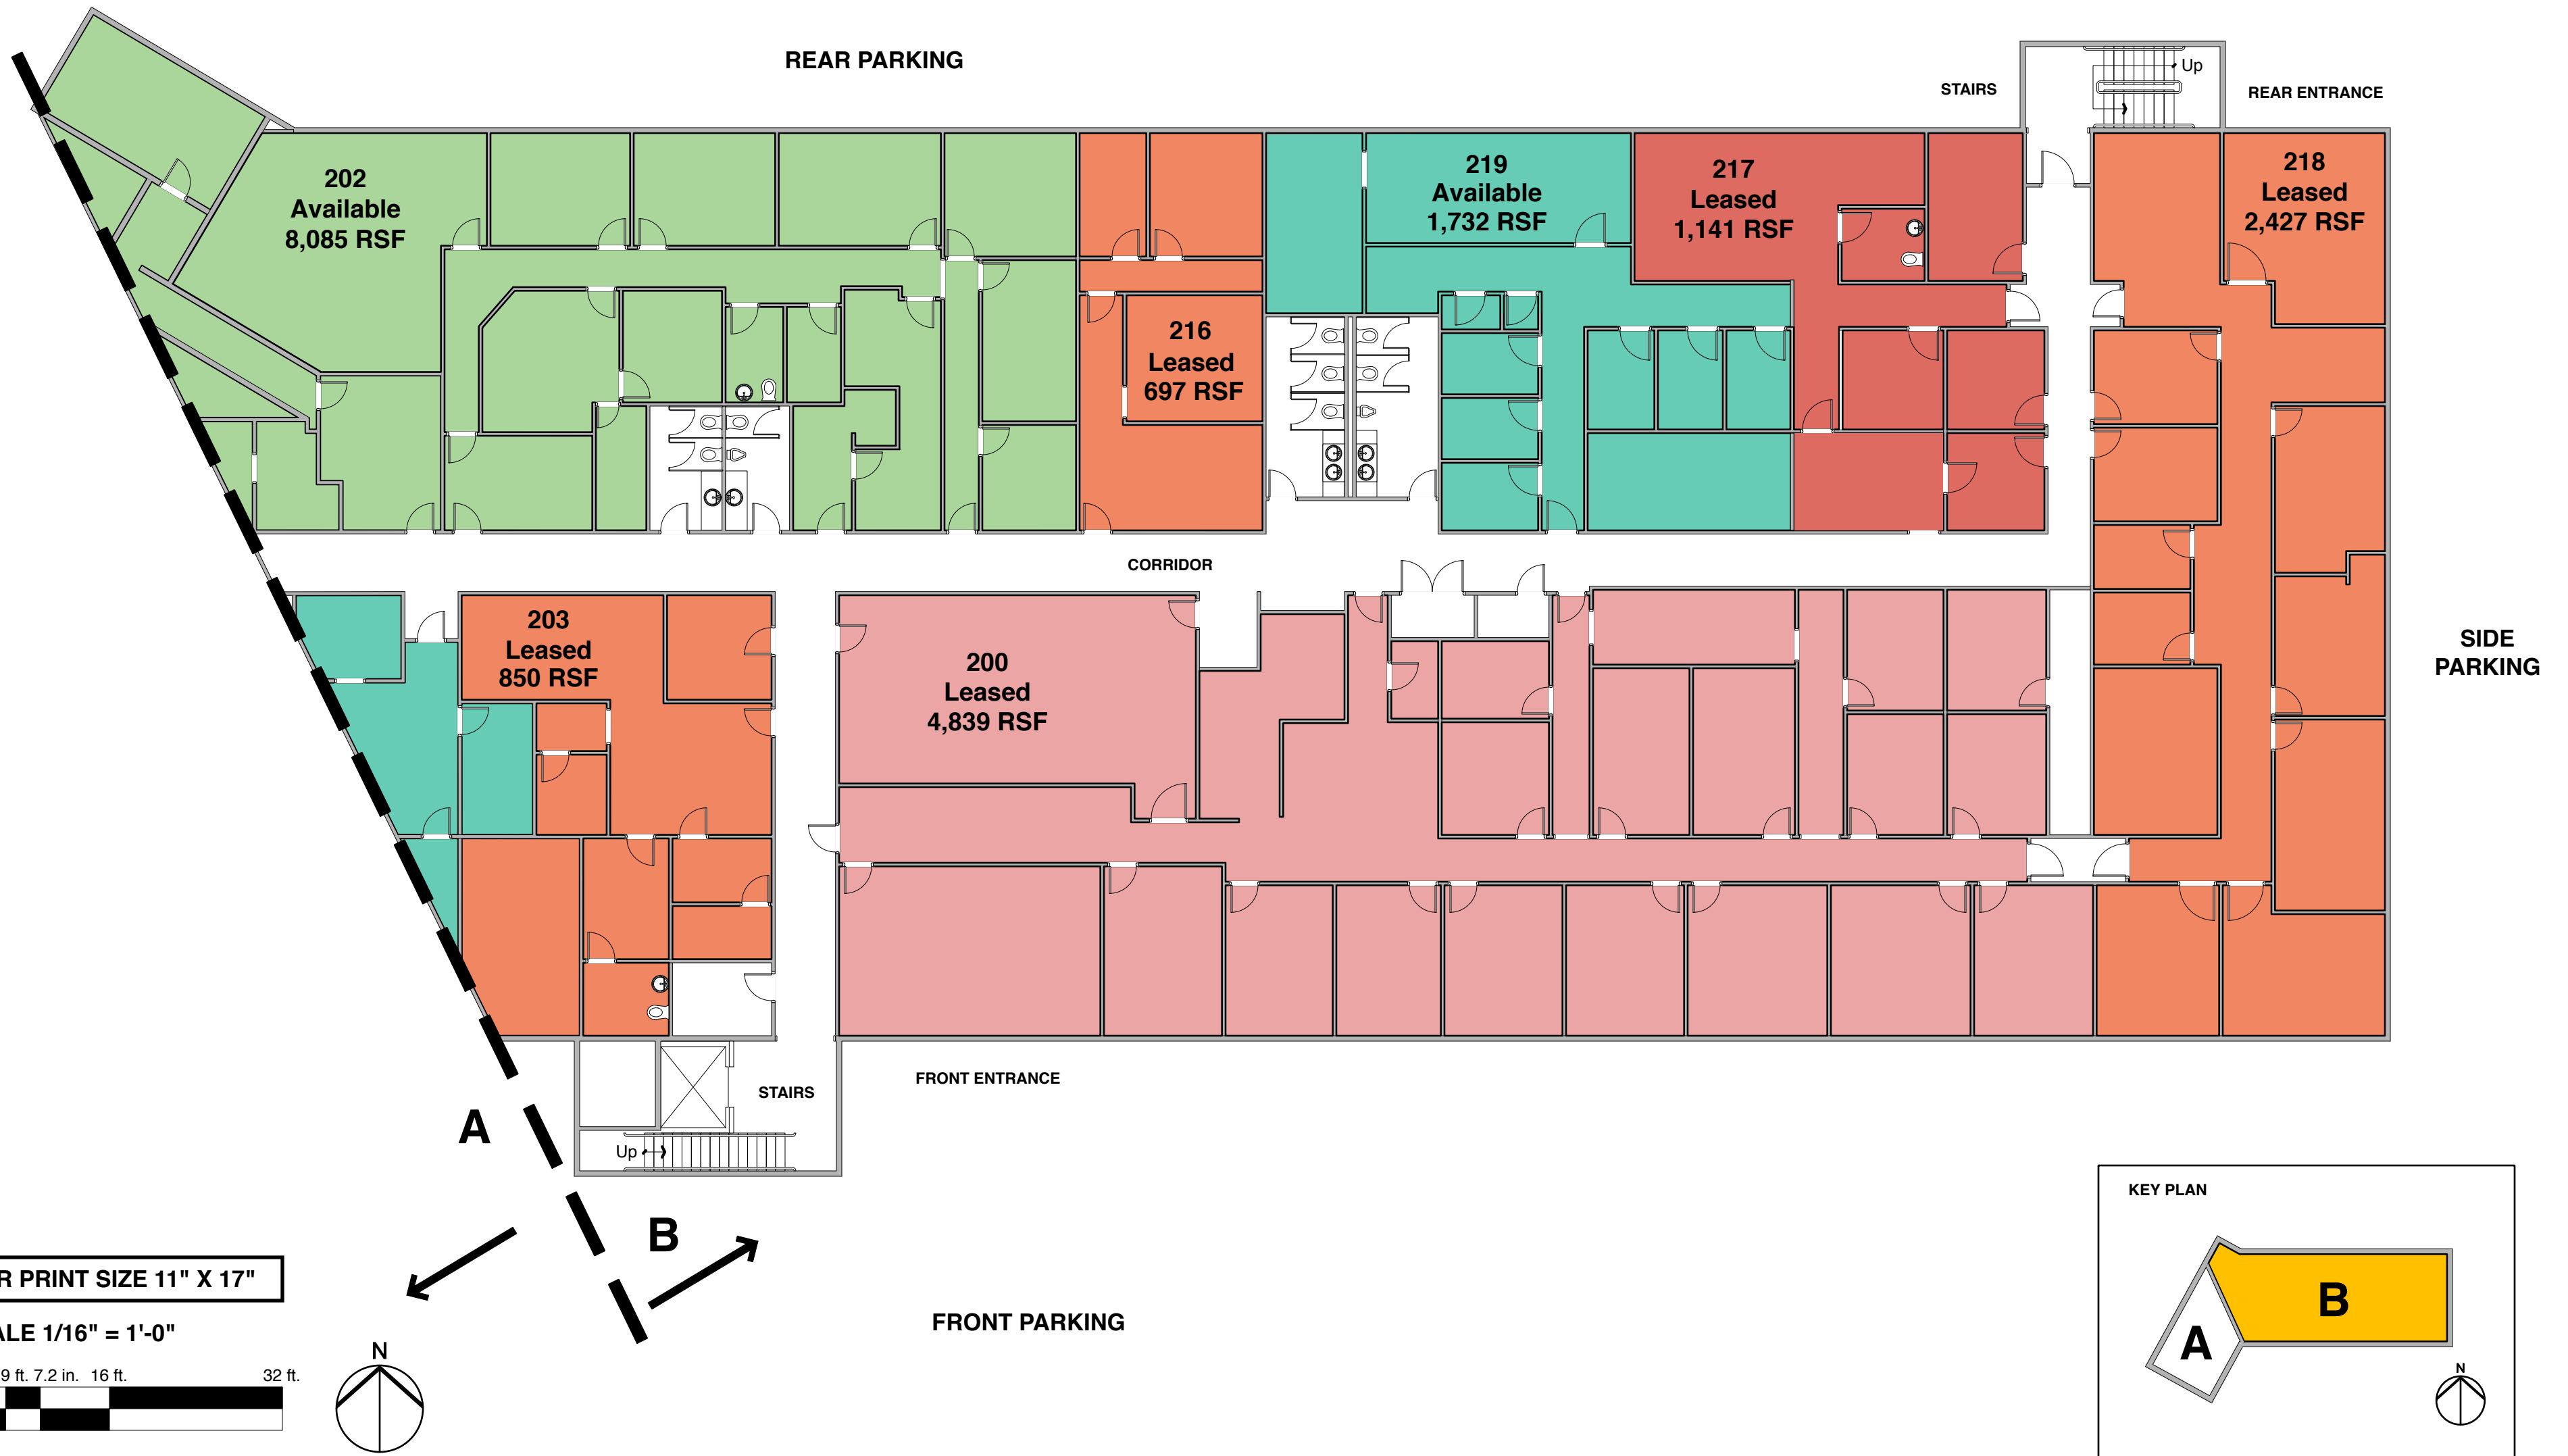 REAR PARKING
STAIRS
Up
REAR ENTRANCE
202
Available
8,085 RSF
219
Available
1,732 RSF
217
Leased
1,141 RSF
218
Leased
2,427 RSF
216
Leased
697 RSF
CORRIDOR
203
Leased
850 RSF
200
Leased
4,839 RSF
SIDE
PARKING
FRONT ENTRANCE
STAIRS
Up
A
B
KEY PLAN
B
A
N
R PRINT SIZE 11" X 17"
ALE 1/16" = 1'-0"
9 ft. 7.2 in. 16 ft. 32 ft.
N
FRONT PARKING